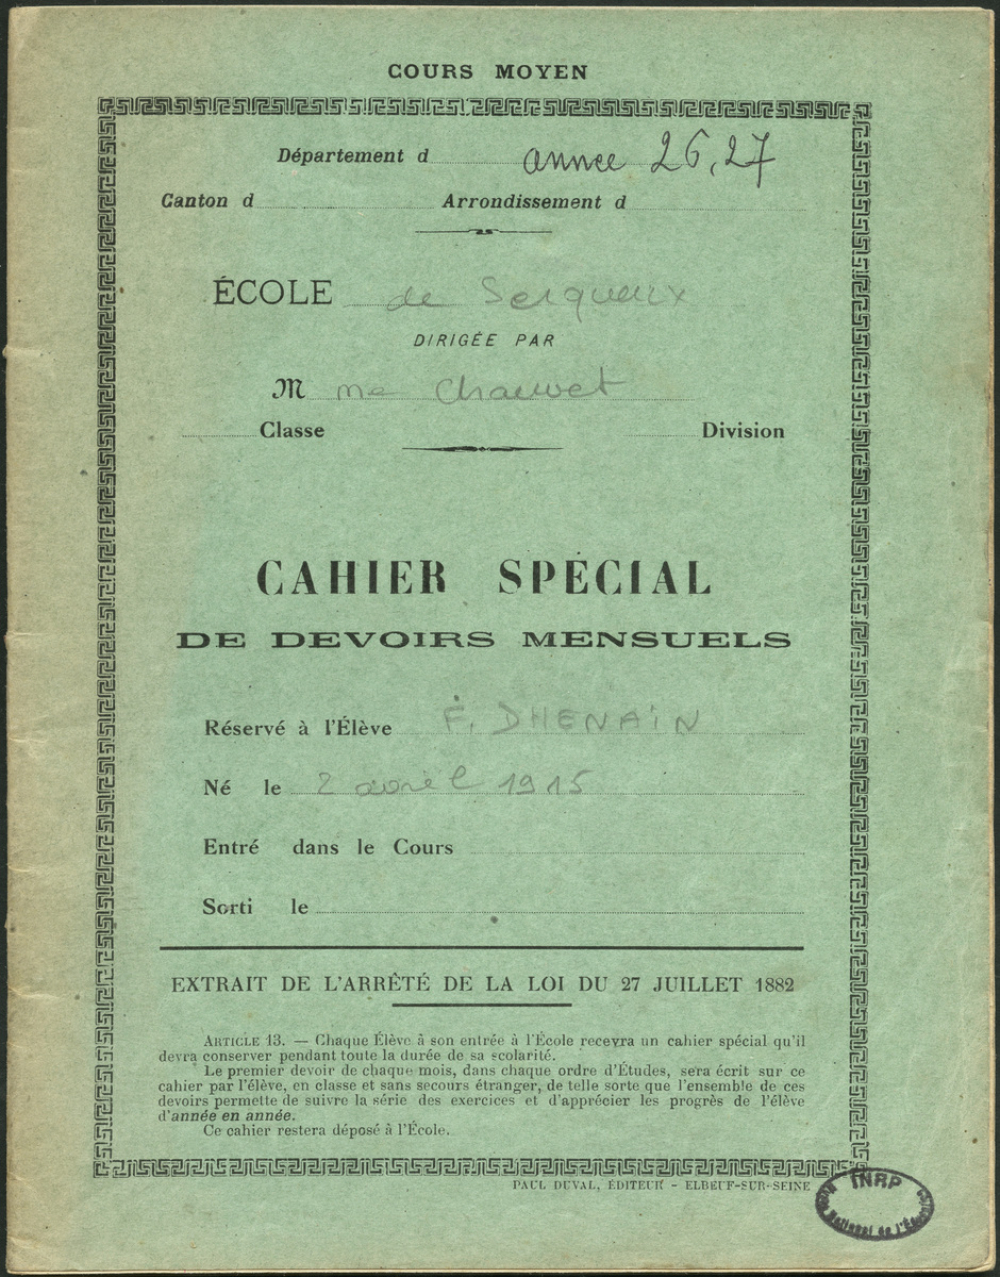 COURS MOYEN
Département d annee 26,27
Canton d Arrondissement d
ÉCOLE de Serqueux
DIRIGÉE PAR
M me Chauvet
Classe Division
CAHIER SPÉCIAL
DE DEVOIRS MENSUELS
Réservé à l'Élève F. DHENAIN
Né le 2 avril 1915
Entré dans le Cours
Sorti le
EXTRAIT DE L'ARRÊTÉ DE LA LOI DU 27 JUILLET 1882
ARTICLE 13. — Chaque Élève à son entrée à l'École recevra un cahier spécial qu'il
devra conserver pendant toute la durée de sa scolarité.
Le premier devoir de chaque mois, dans chaque ordre d'Études, sera écrit sur ce
cahier par l'élève, en classe et sans secours étranger, de telle sorte que l'ensemble de ces
devoirs permette de suivre la série des exercices et d'apprécier les progrès de l'élève
d'année en année.
Ce cahier restera déposé à l'École.
PAUL DUVAL, ÉDITEUR - ELBEUF-SUR-SEINE
INRP
National de l'